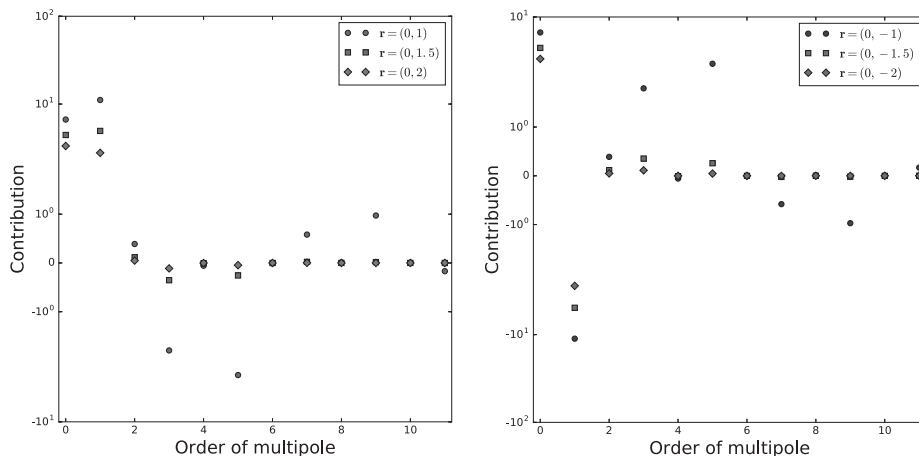 10²
10¹
10⁰
0
-10⁰
-10¹
Contribution
0 2 4 6 8 10
Order of multipole
r = (0, 1)
r = (0, 1.5)
r = (0, 2)
10¹
10⁰
0
-10⁰
-10¹
-10²
Contribution
0 2 4 6 8 10
Order of multipole
r = (0, −1)
r = (0, −1.5)
r = (0, −2)